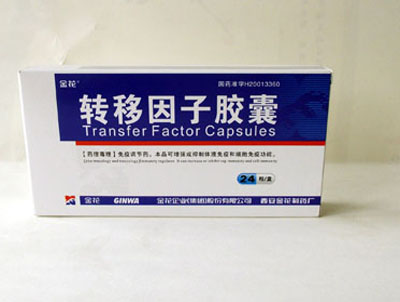 金花
国药准字H20013360
转移因子胶囊
Transfer Factor Capsules
【药理毒理】免疫调节药。本品可增强或抑制体液免疫和细胞免疫功能。
24粒/盒
金花 GINWA 金花企业(集团)股份有限公司 西安金花制药厂